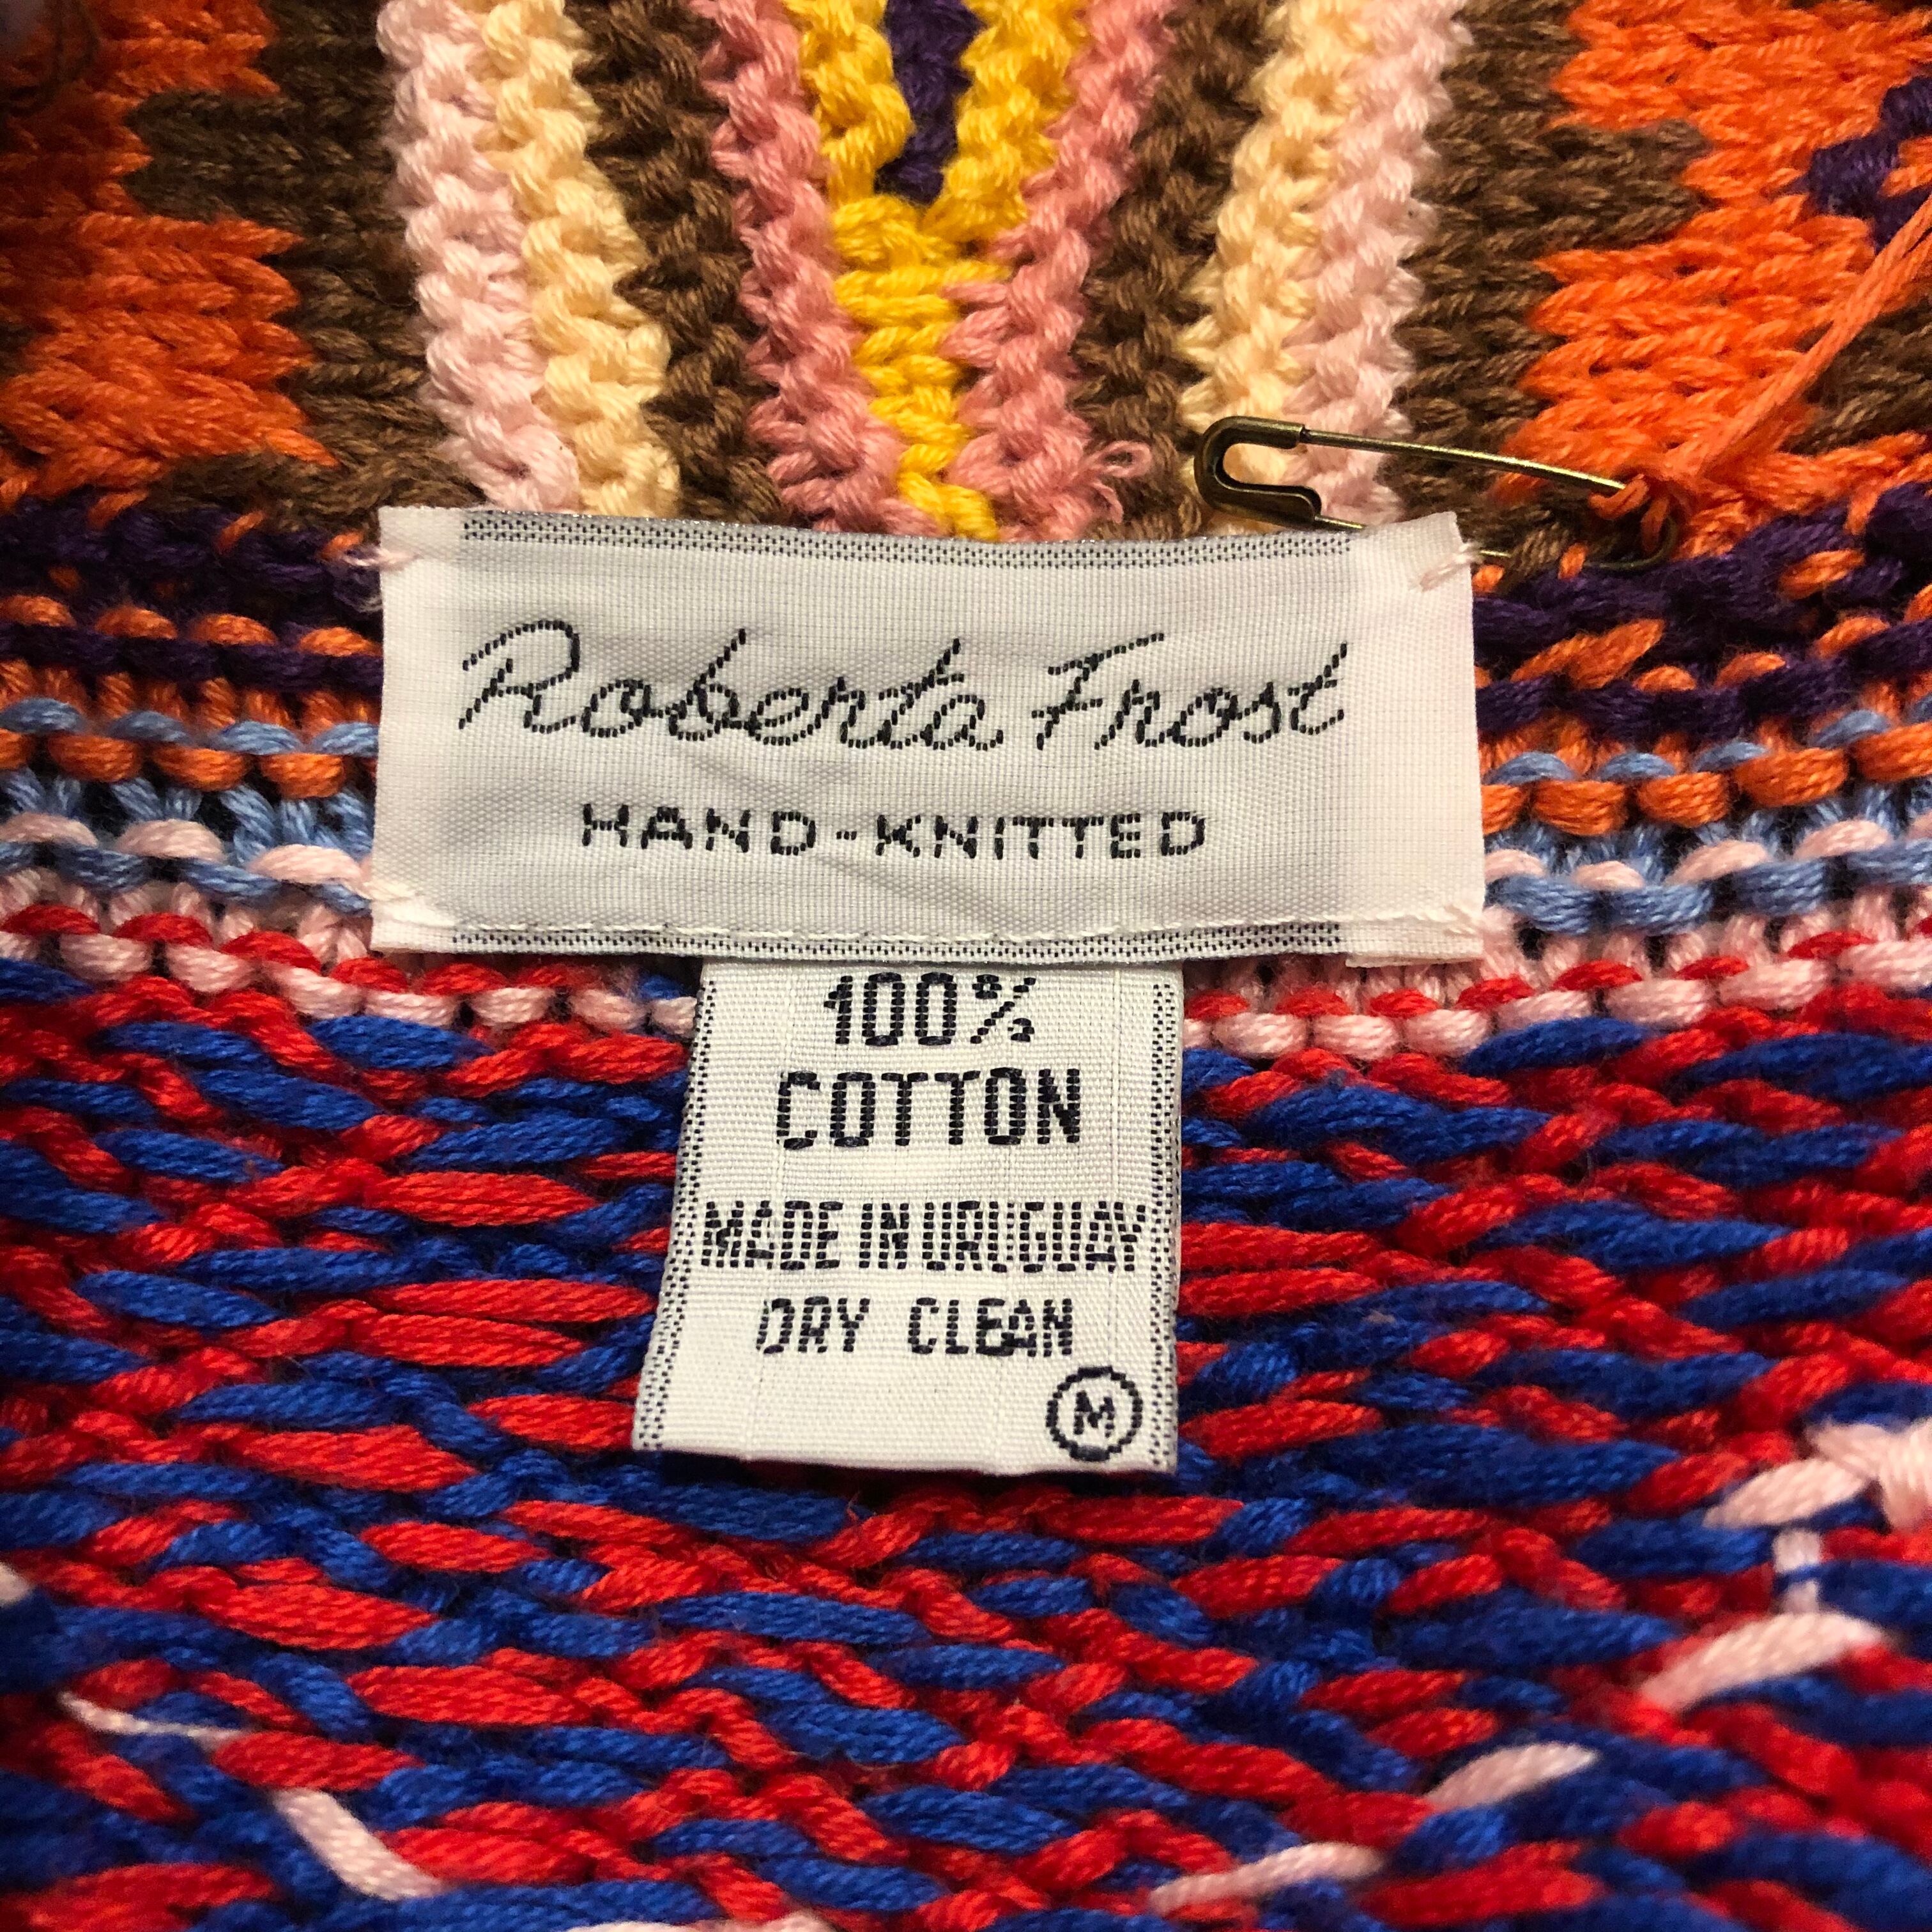 Roberta Frost
HAND-KNITTED
100%
COTTON
MADE IN URUGUAY
DRY CLEAN
M